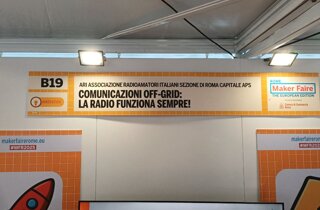 B19
ARI ASSOCIAZIONE RADIOAMATORI ITALIANI SEZIONE DI ROMA CAPITALE APS
COMUNICAZIONI OFF-GRID:
LA RADIO FUNZIONA SEMPRE!
ROME
Maker Faire
THE EUROPEAN EDITION
makerfairerome.eu
makerfairerome.eu